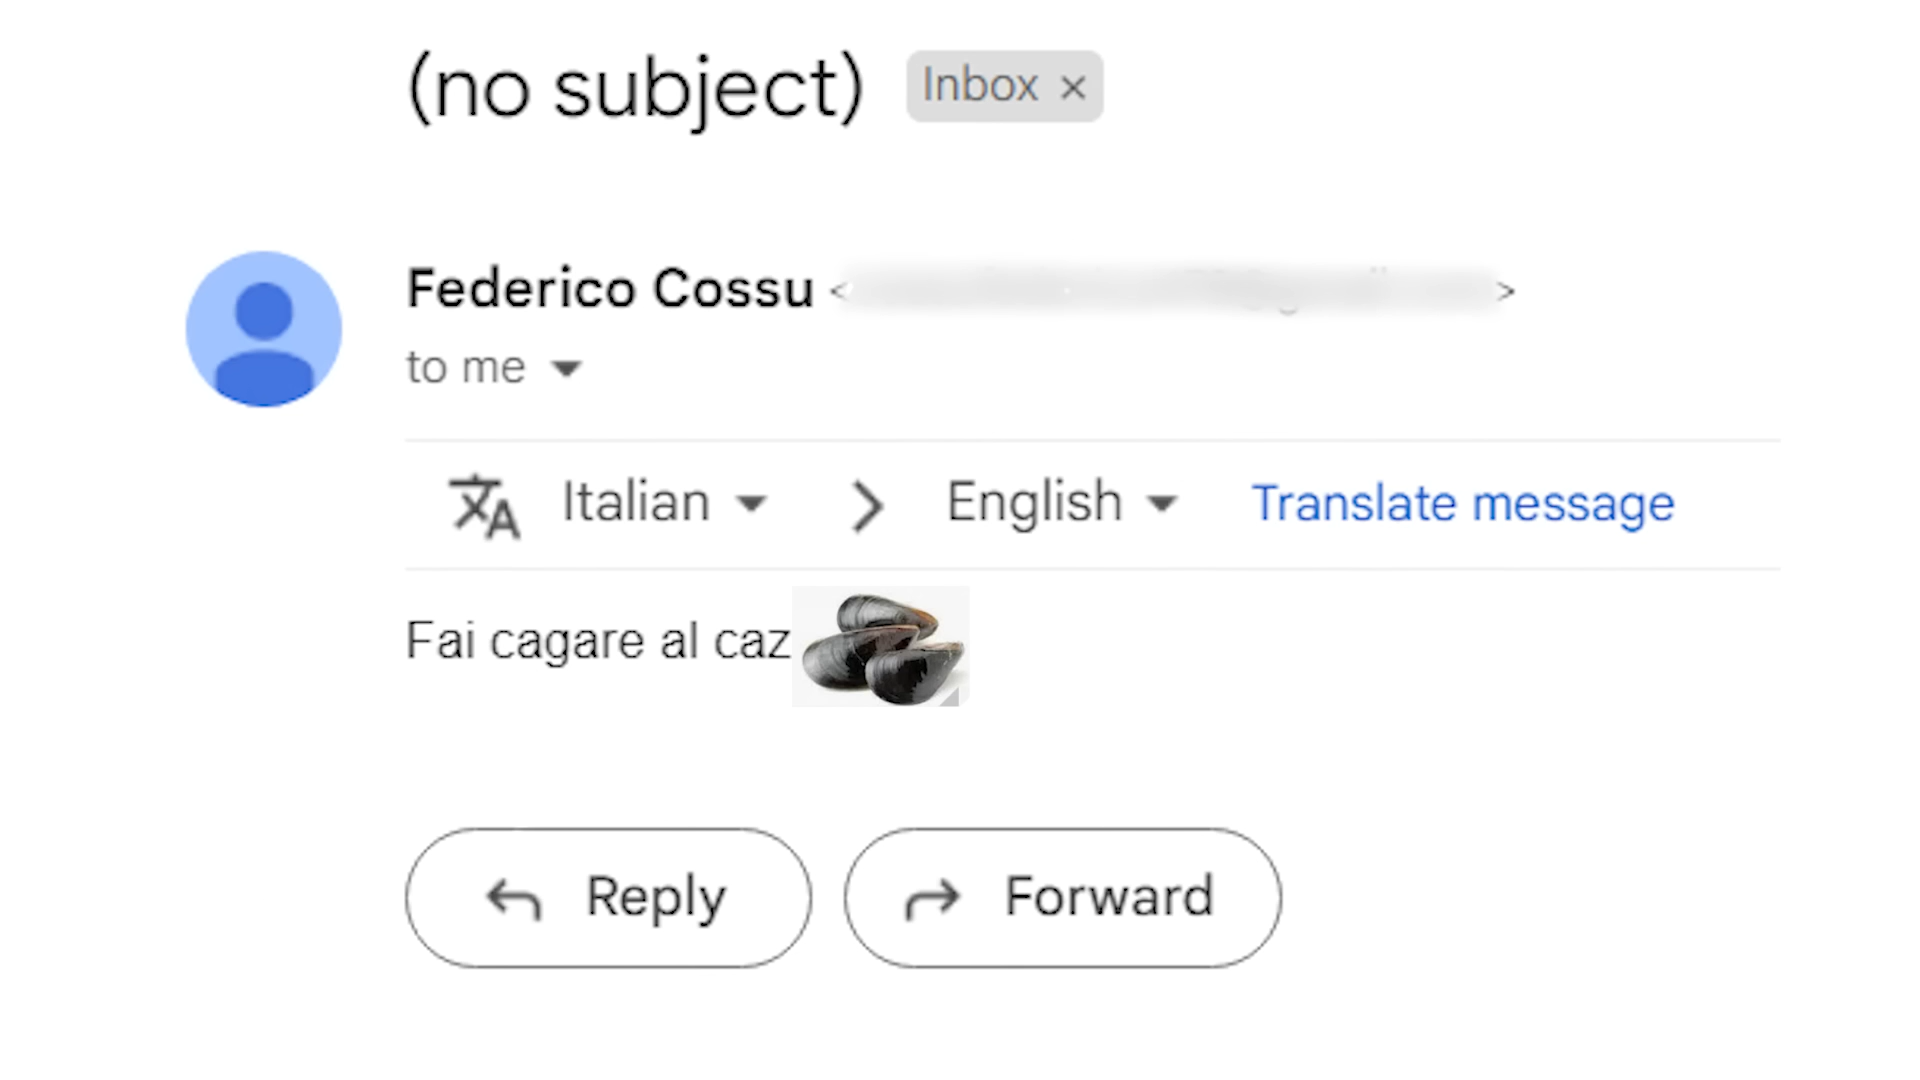 (no subject) Inbox ×
Federico Cossu < >
to me
Italian > English Translate message
Fai cagare al caz
Reply Forward